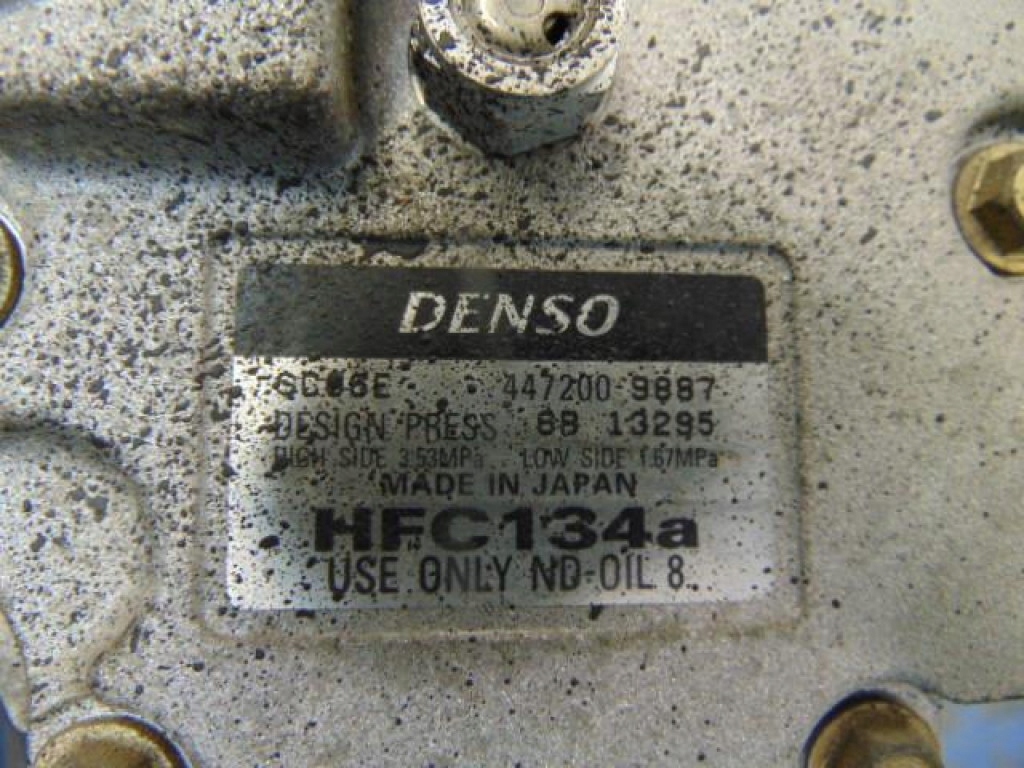 DENSO
SC06E 447200-9887
DESIGN PRESS 88 13295
HIGH SIDE 3.53MPa LOW SIDE 1.67MPa
MADE IN JAPAN
HFC134a
USE ONLY ND-OIL 8